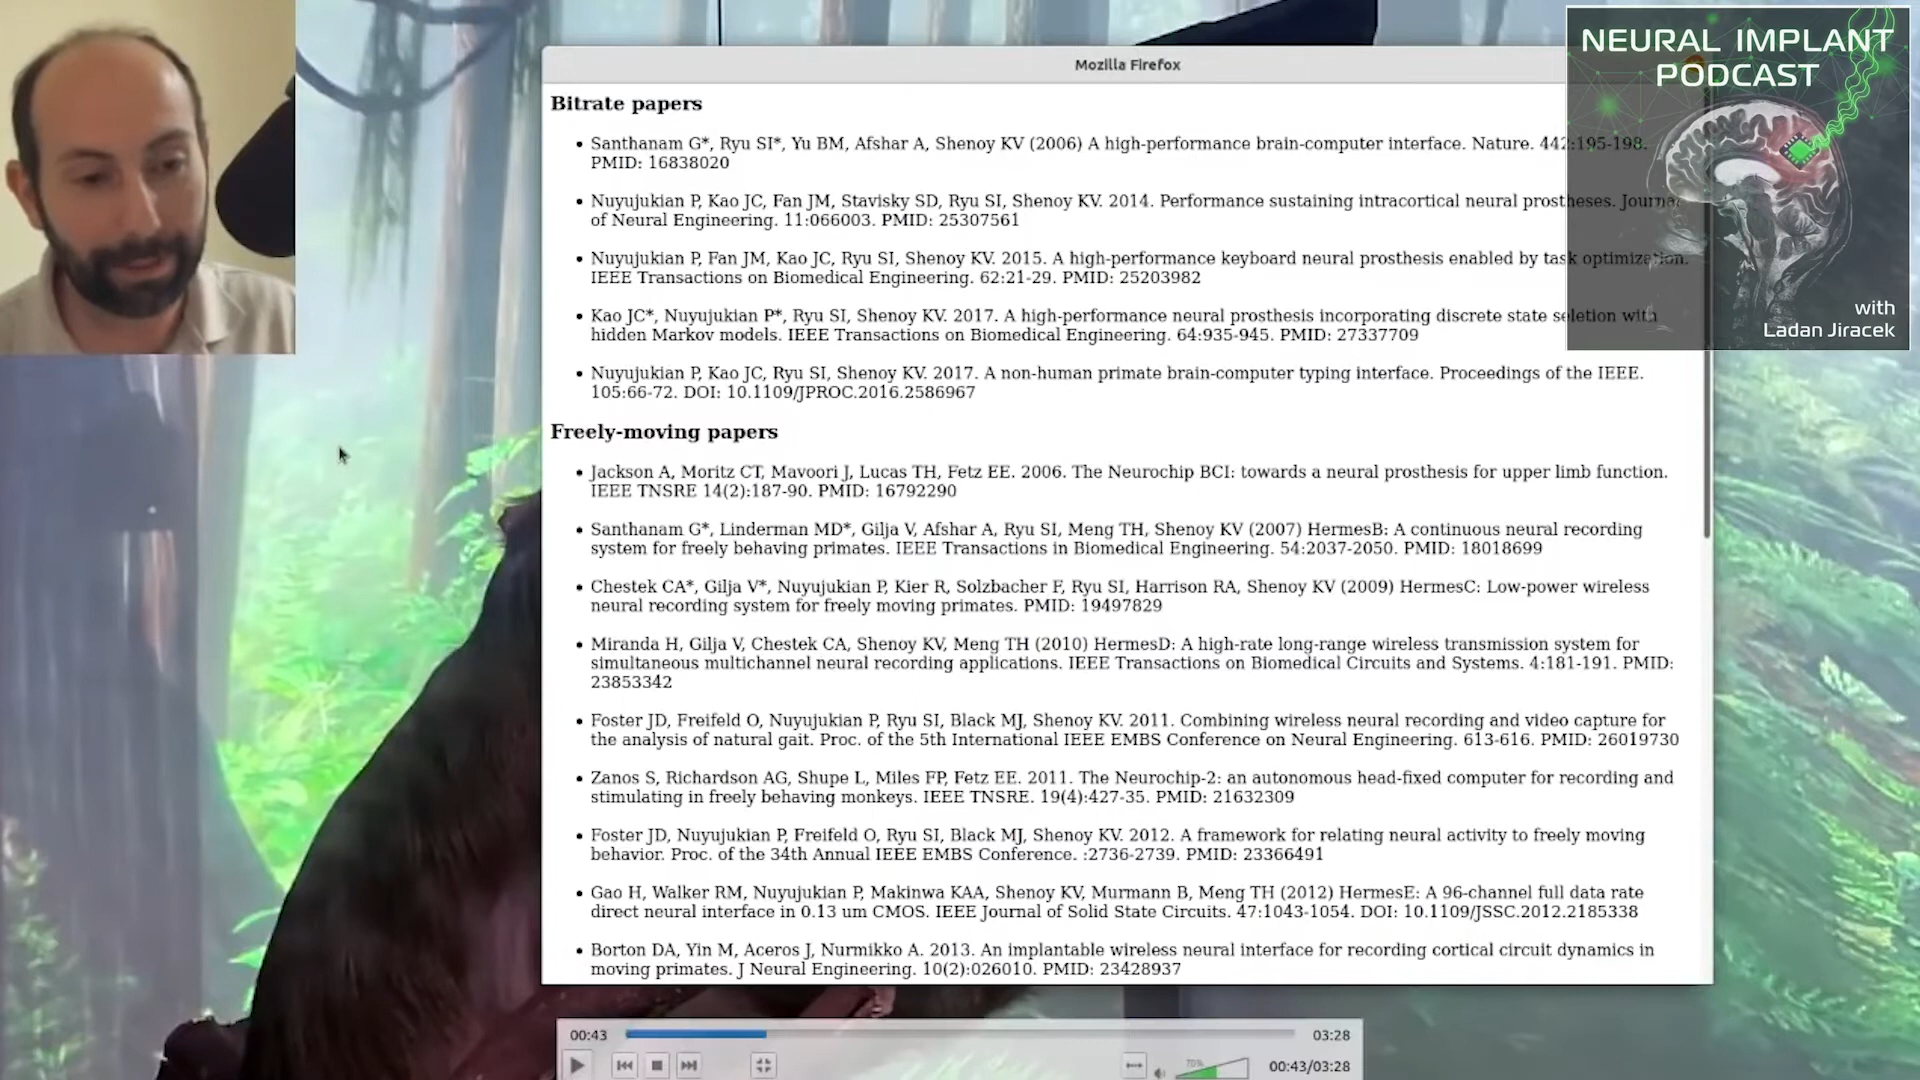 Mozilla Firefox
NEURAL IMPLANT
PODCAST
with
Ladan Jiracek
Bitrate papers
• Santhanam G*, Ryu SI*, Yu BM, Afshar A, Shenoy KV (2006) A high-performance brain-computer interface. Nature. 442:195-198.
PMID: 16838020
• Nuyujukian P, Kao JC, Fan JM, Stavisky SD, Ryu SI, Shenoy KV. 2014. Performance sustaining intracortical neural prostheses. Journal
of Neural Engineering. 11:066003. PMID: 25307561
• Nuyujukian P, Fan JM, Kao JC, Ryu SI, Shenoy KV. 2015. A high-performance keyboard neural prosthesis enabled by task optimization.
IEEE Transactions on Biomedical Engineering. 62:21-29. PMID: 25203982
• Kao JC*, Nuyujukian P*, Ryu SI, Shenoy KV. 2017. A high-performance neural prosthesis incorporating discrete state seletion with
hidden Markov models. IEEE Transactions on Biomedical Engineering. 64:935-945. PMID: 27337709
• Nuyujukian P, Kao JC, Ryu SI, Shenoy KV. 2017. A non-human primate brain-computer typing interface. Proceedings of the IEEE.
105:66-72. DOI: 10.1109/JPROC.2016.2586967
Freely-moving papers
• Jackson A, Moritz CT, Mavoori J, Lucas TH, Fetz EE. 2006. The Neurochip BCI: towards a neural prosthesis for upper limb function.
IEEE TNSRE 14(2):187-90. PMID: 16792290
• Santhanam G*, Linderman MD*, Gilja V, Afshar A, Ryu SI, Meng TH, Shenoy KV (2007) HermesB: A continuous neural recording
system for freely behaving primates. IEEE Transactions in Biomedical Engineering. 54:2037-2050. PMID: 18018699
• Chestek CA*, Gilja V*, Nuyujukian P, Kier R, Solzbacher F, Ryu SI, Harrison RA, Shenoy KV (2009) HermesC: Low-power wireless
neural recording system for freely moving primates. PMID: 19497829
• Miranda H, Gilja V, Chestek CA, Shenoy KV, Meng TH (2010) HermesD: A high-rate long-range wireless transmission system for
simultaneous multichannel neural recording applications. IEEE Transactions on Biomedical Circuits and Systems. 4:181-191. PMID:
23853342
• Foster JD, Freifeld O, Nuyujukian P, Ryu SI, Black MJ, Shenoy KV. 2011. Combining wireless neural recording and video capture for
the analysis of natural gait. Proc. of the 5th International IEEE EMBS Conference on Neural Engineering. 613-616. PMID: 26019730
• Zanos S, Richardson AG, Shupe L, Miles FP, Fetz EE. 2011. The Neurochip-2: an autonomous head-fixed computer for recording and
stimulating in freely behaving monkeys. IEEE TNSRE. 19(4):427-35. PMID: 21632309
• Foster JD, Nuyujukian P, Freifeld O, Ryu SI, Black MJ, Shenoy KV. 2012. A framework for relating neural activity to freely moving
behavior. Proc. of the 34th Annual IEEE EMBS Conference. :2736-2739. PMID: 23366491
• Gao H, Walker RM, Nuyujukian P, Makinwa KAA, Shenoy KV, Murmann B, Meng TH (2012) HermesE: A 96-channel full data rate
direct neural interface in 0.13 um CMOS. IEEE Journal of Solid State Circuits. 47:1043-1054. DOI: 10.1109/JSSC.2012.2185338
• Borton DA, Yin M, Aceros J, Nurmikko A. 2013. An implantable wireless neural interface for recording cortical circuit dynamics in
moving primates. J Neural Engineering. 10(2):026010. PMID: 23428937
00:43 03:28
70% 00:43/03:28